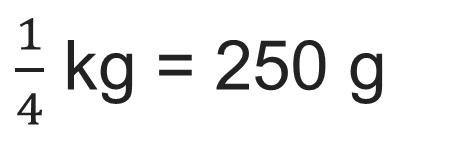 1/4 kg = 250 g